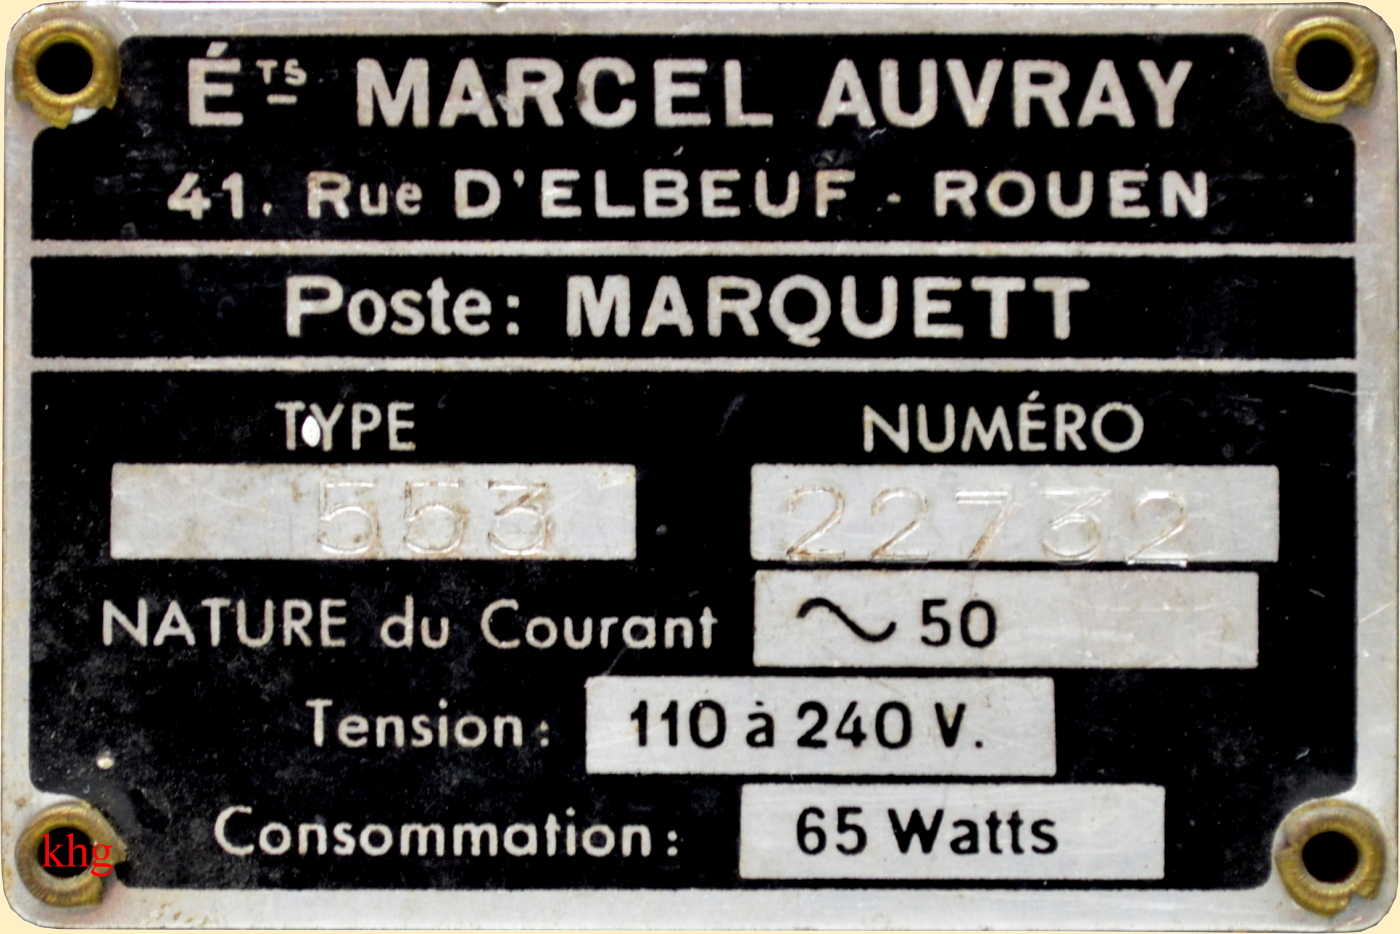 ÉTS MARCEL AUVRAY
41. Rue D'ELBEUF - ROUEN
Poste: MARQUETT
TYPE NUMÉRO
553 22732
NATURE du Courant ~ 50
Tension: 110 à 240 V.
Consommation: 65 Watts
khg